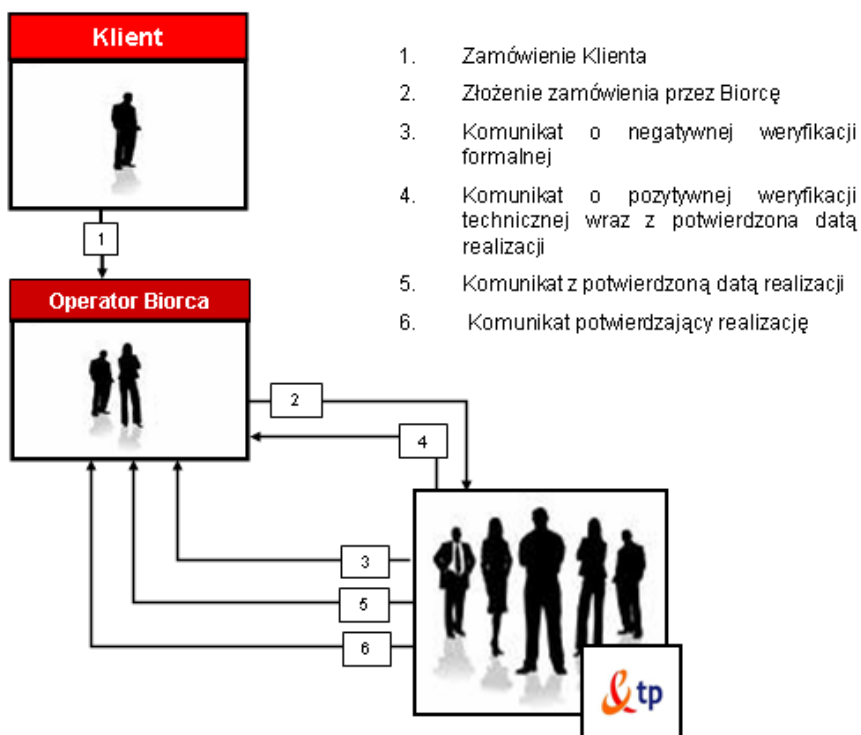 Klient
1. Zamówienie Klienta
2. Złożenie zamówienia przez Biorcę
3. Komunikat o negatywnej weryfikacji
formalnej
4. Komunikat o pozytywnej weryfikacji
technicznej wraz z potwierdzona datą
realizacji
5. Komunikat z potwierdzoną datą realizacji
6. Komunikat potwierdzający realizację
1
Operator Biorca
2
4
3
5
6
tp